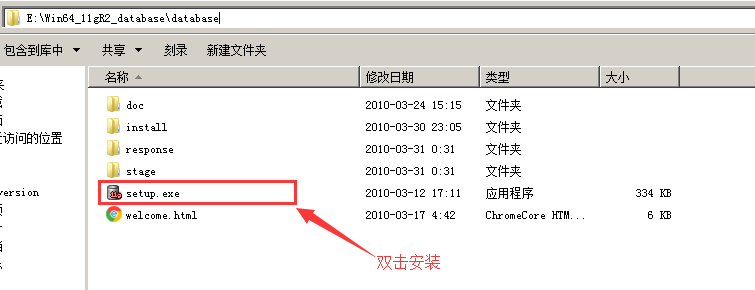 E:\Win64_11gR2_database\database
包含到库中 共享 刻录 新建文件夹
名称 修改日期 类型 大小
doc 2010-03-24 15:15 文件夹
install 2010-03-30 23:05 文件夹
response 2010-03-31 0:31 文件夹
访问的位置
stage 2010-03-31 0:31 文件夹
version
setup.exe 2010-03-12 17:11 应用程序 334 KB
welcome.html 2010-03-17 4:42 ChromeCore HTM... 6 KB
双击安装